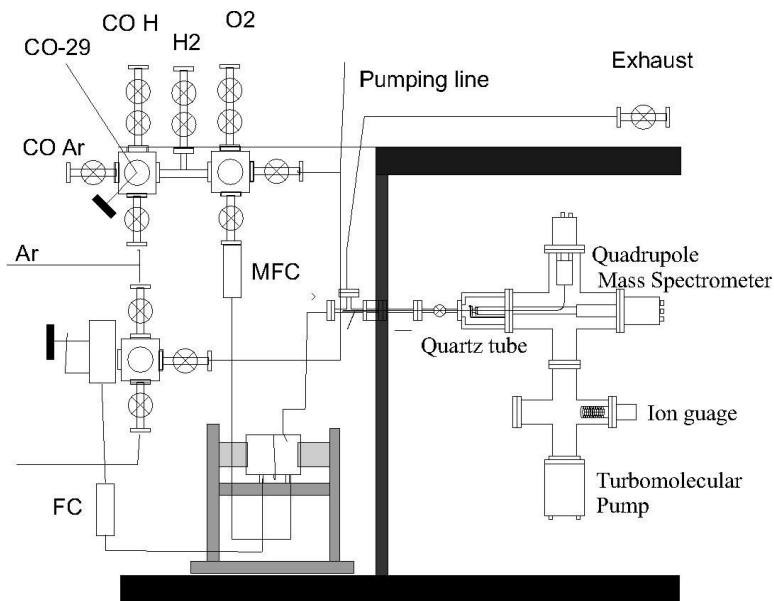 CO H
H2
O2
CO-29
Pumping line
Exhaust
CO Ar
Ar
MFC
Quadrupole
Mass Spectrometer
Quartz tube
Ion guage
Turbomolecular
Pump
FC